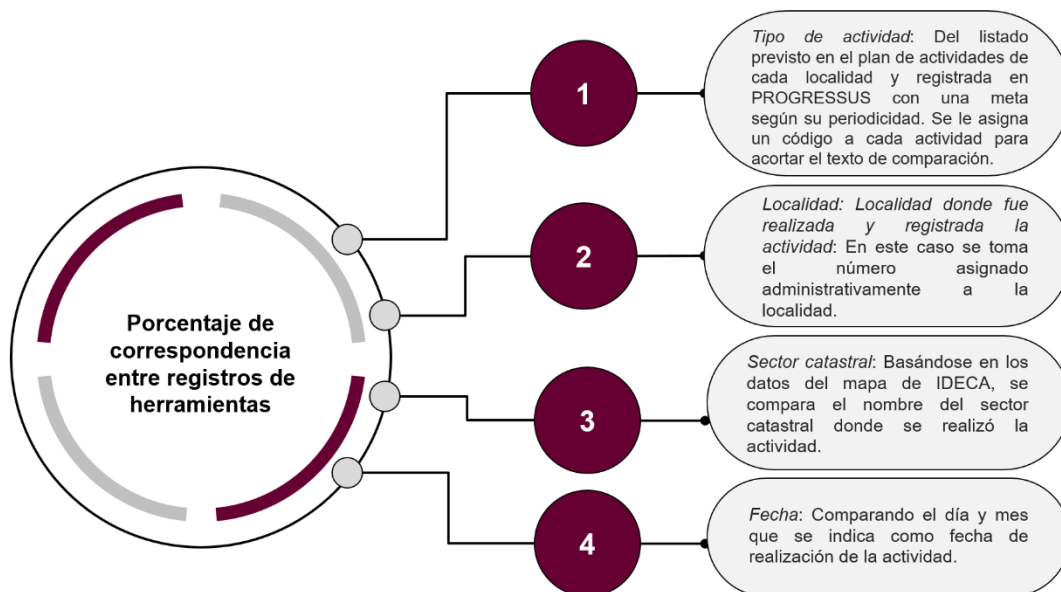 Porcentaje de
correspondencia
entre registros de
herramientas
1
Tipo de actividad: Del listado
previsto en el plan de actividades de
cada localidad y registrada en
PROGRESSUS con una meta
según su periodicidad. Se le asigna
un código a cada actividad para
acortar el texto de comparación.
2
Localidad: Localidad donde fue
realizada y registrada la
actividad: En este caso se toma
el número asignado
administrativamente a la
localidad.
3
Sector catastral: Basándose en los
datos del mapa de IDECA, se
compara el nombre del sector
catastral donde se realizó la
actividad.
4
Fecha: Comparando el día y mes
que se indica como fecha de
realización de la actividad.